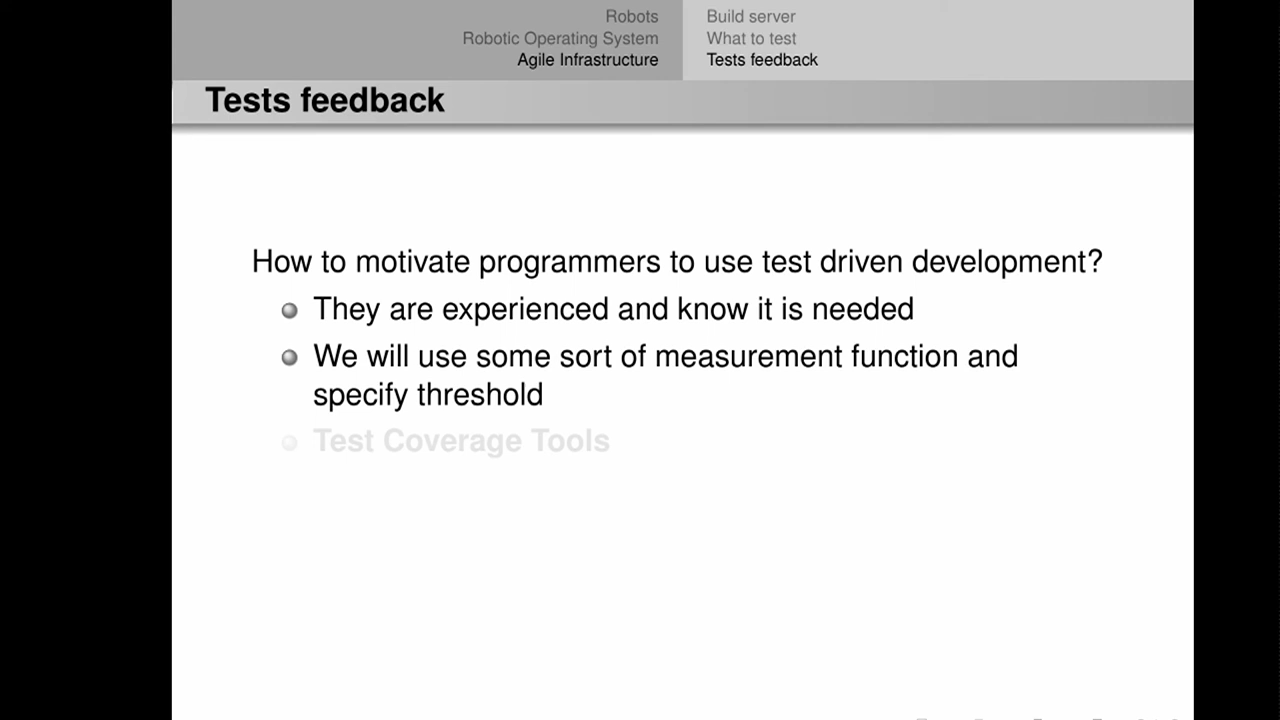 Robots
Robotic Operating System
Agile Infrastructure
Build server
What to test
Tests feedback
Tests feedback
How to motivate programmers to use test driven development?
They are experienced and know it is needed
We will use some sort of measurement function and
specify threshold
Test Coverage Tools